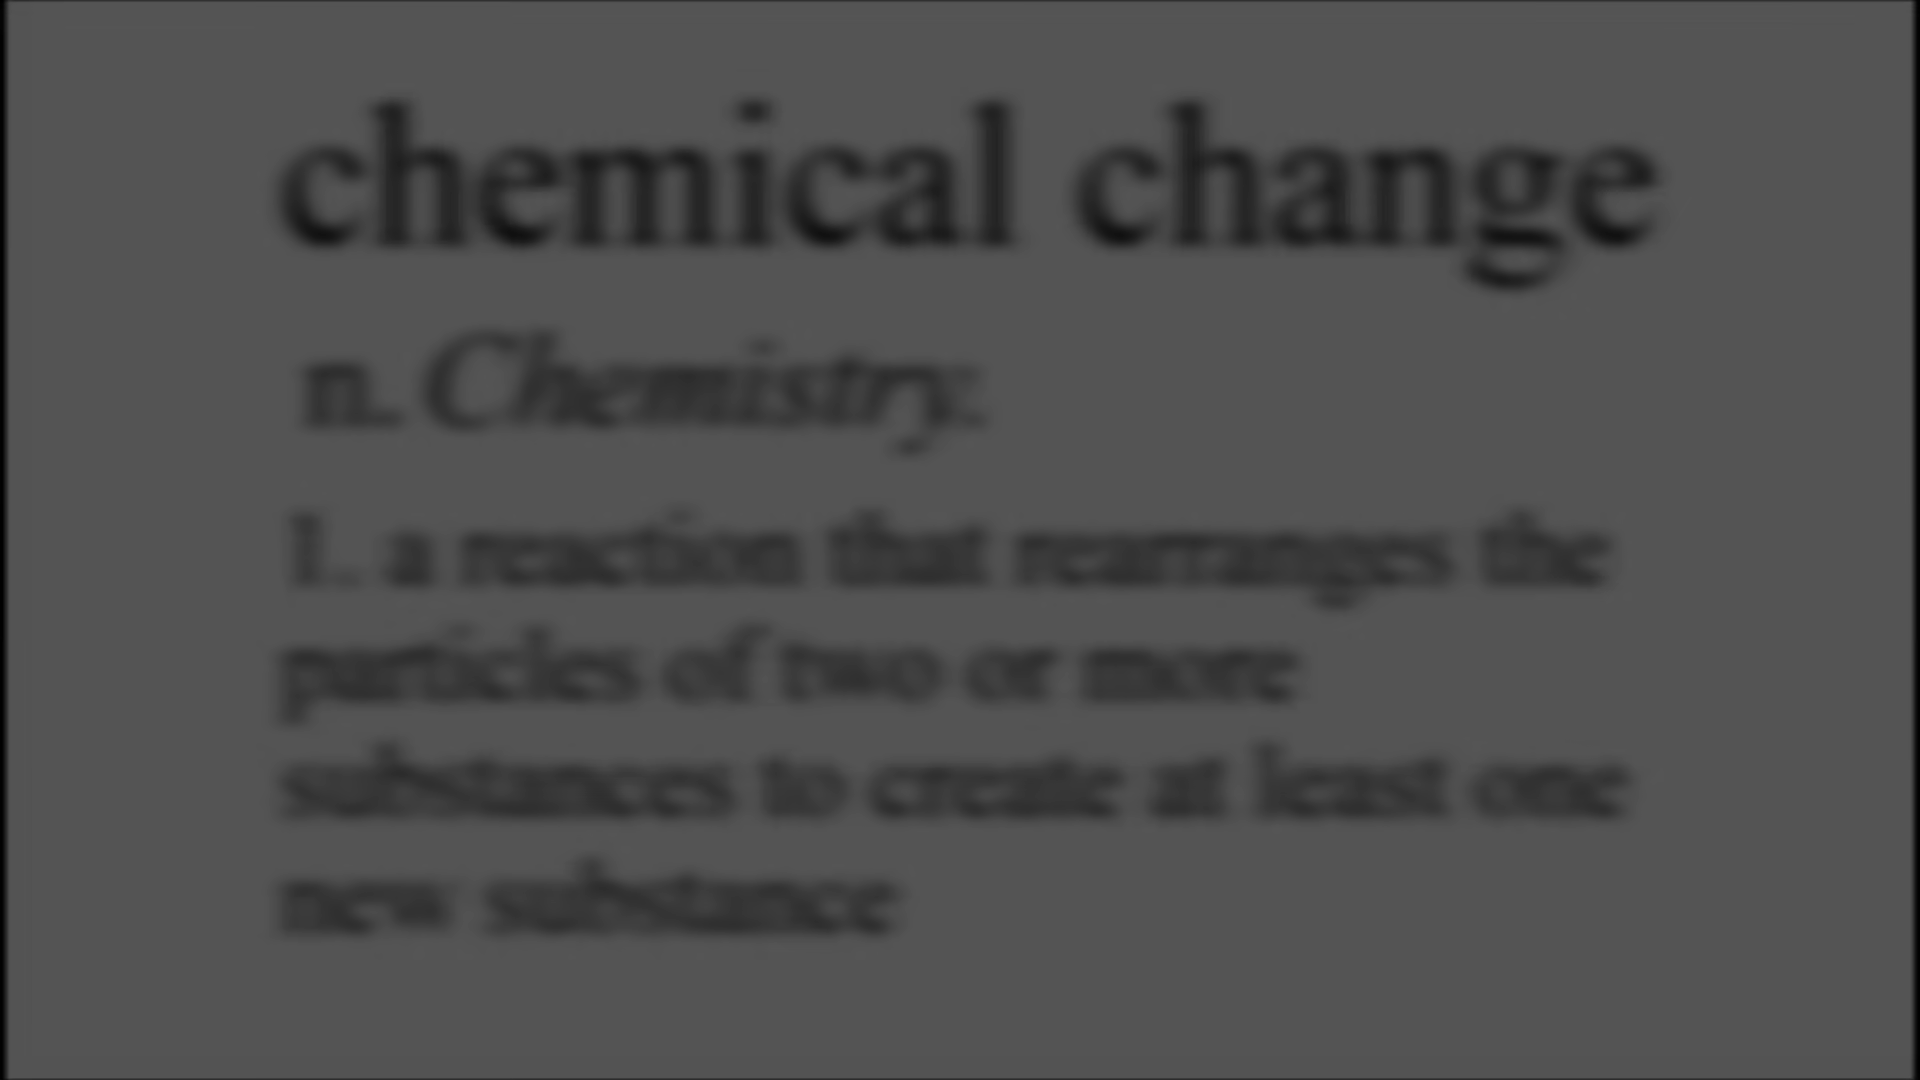 chemical change
n. Chemistry.
1. a reaction that rearranges the
particles of two or more
substances to create at least one
new substance